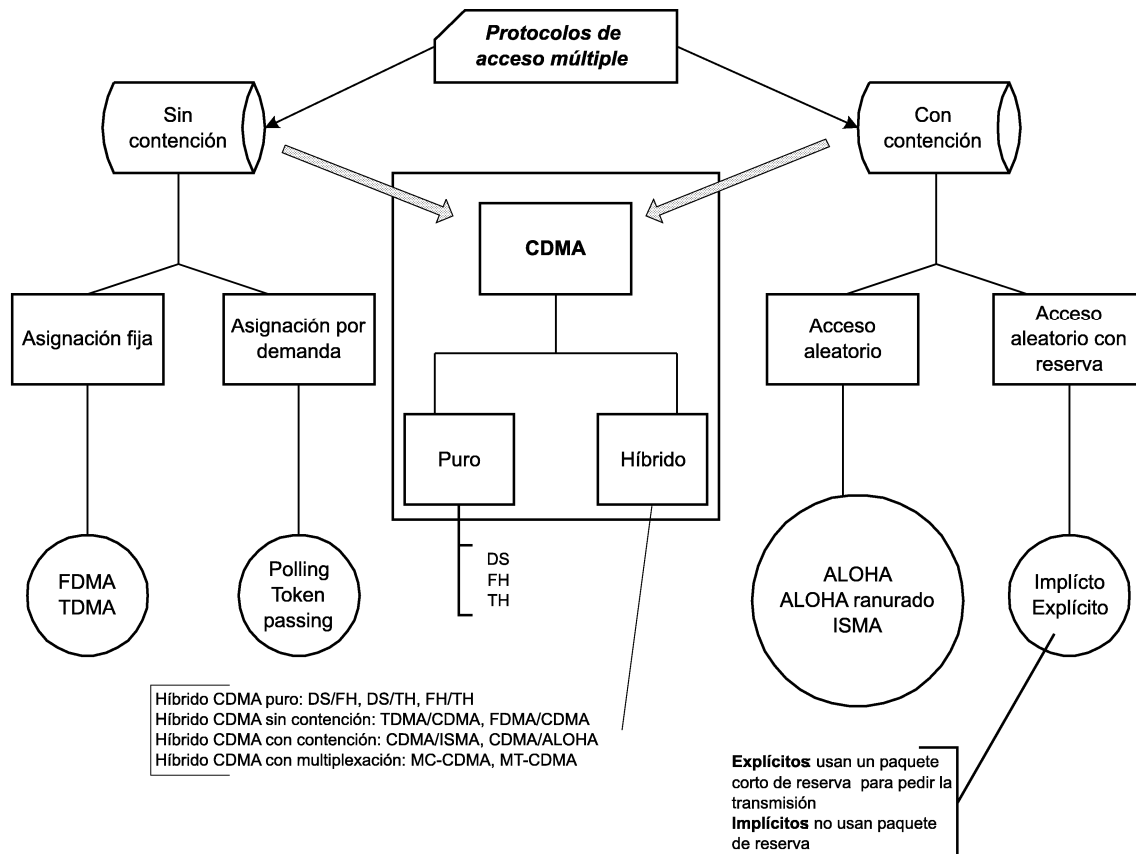 Protocolos de
acceso múltiple
Sin
contención
Con
contención
CDMA
Asignación fija
Asignación por
demanda
Acceso
aleatorio
Acceso
aleatorio con
reserva
Puro
Híbrido
FDMA
TDMA
Polling
Token
passing
DS
FH
TH
ALOHA
ALOHA ranurado
ISMA
Implícto
Explícito
Híbrido CDMA puro: DS/FH, DS/TH, FH/TH
Híbrido CDMA sin contención: TDMA/CDMA, FDMA/CDMA
Híbrido CDMA con contención: CDMA/ISMA, CDMA/ALOHA
Híbrido CDMA con multiplexación: MC-CDMA, MT-CDMA
Explícitos: usan un paquete
corto de reserva para pedir la
transmisión
Implícitos: no usan paquete
de reserva